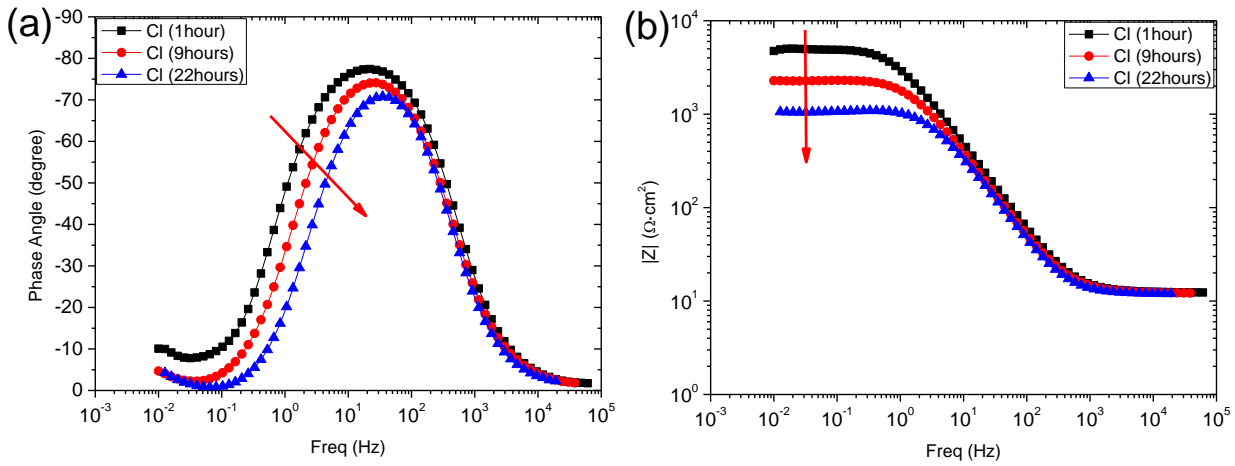 (a)
Cl (1hour)
Cl (9hours)
Cl (22hours)
Phase Angle (degree)
-90
-80
-70
-60
-50
-40
-30
-20
-10
0
10⁻³ 10⁻² 10⁻¹ 10⁰ 10¹ 10² 10³ 10⁴ 10⁵
Freq (Hz)
(b)
Cl (1hour)
Cl (9hours)
Cl (22hours)
|Z| (Ω·cm²)
10⁴
10³
10²
10¹
10⁰
10⁻³ 10⁻² 10⁻¹ 10⁰ 10¹ 10² 10³ 10⁴ 10⁵
Freq (Hz)